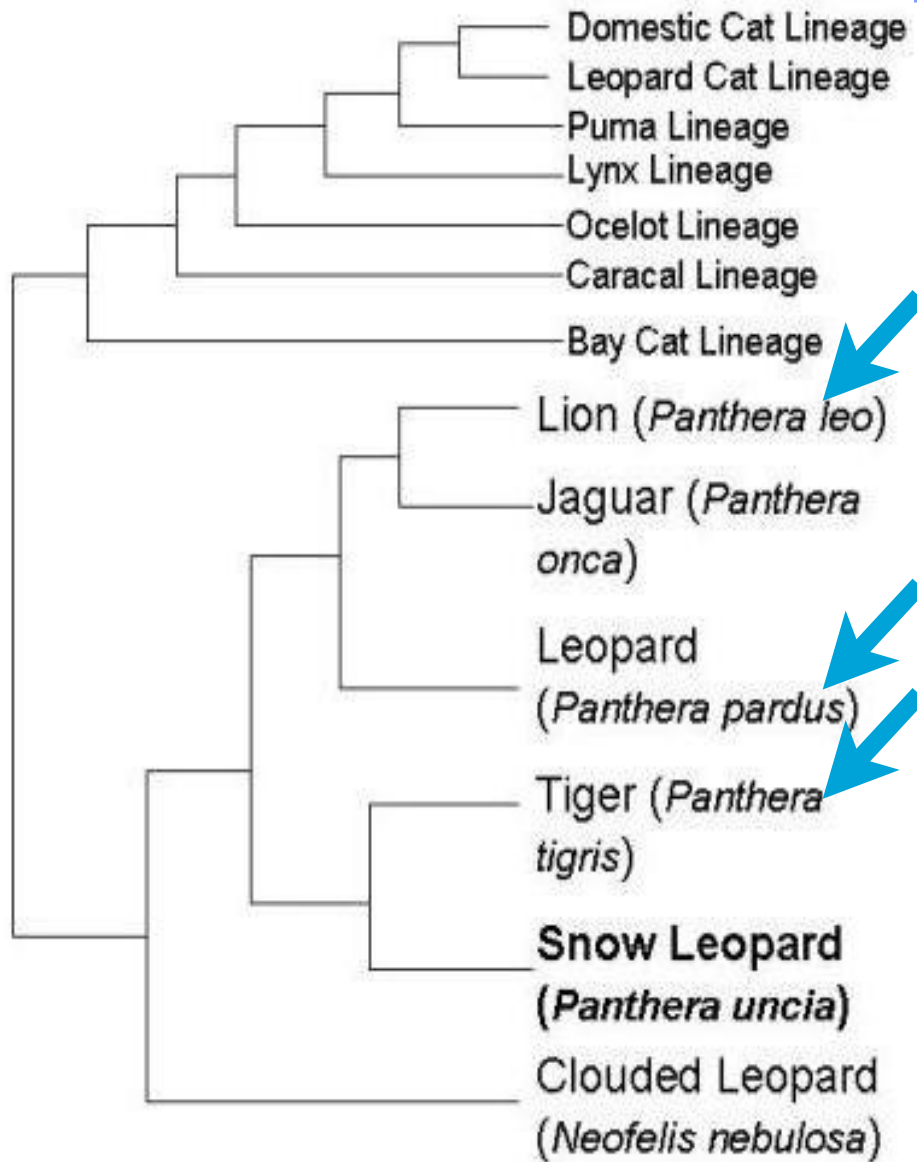 Domestic Cat Lineage
Leopard Cat Lineage
Puma Lineage
Lynx Lineage
Ocelot Lineage
Caracal Lineage
Bay Cat Lineage
Lion (Panthera leo)
Jaguar (Panthera
onca)
Leopard
(Panthera pardus)
Tiger (Panthera
tigris)
Snow Leopard
(Panthera uncia)
Clouded Leopard
(Neofelis nebulosa)